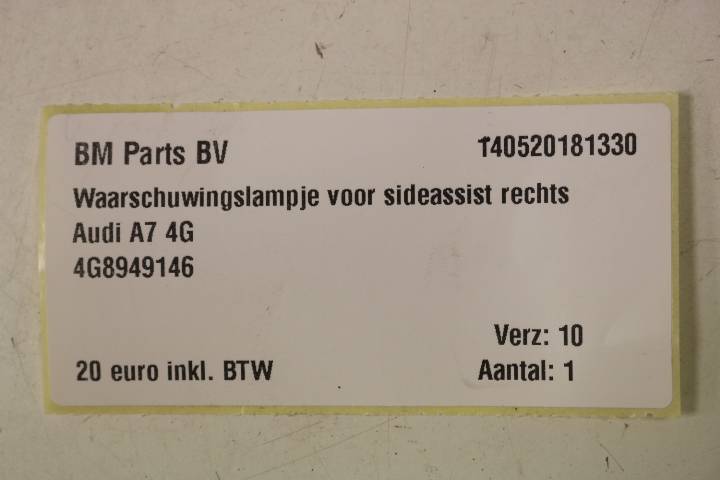 BM Parts BV 140520181330
Waarschuwingslampje voor sideassist rechts
Audi A7 4G
4G8949146
Verz: 10
20 euro inkl. BTW Aantal: 1